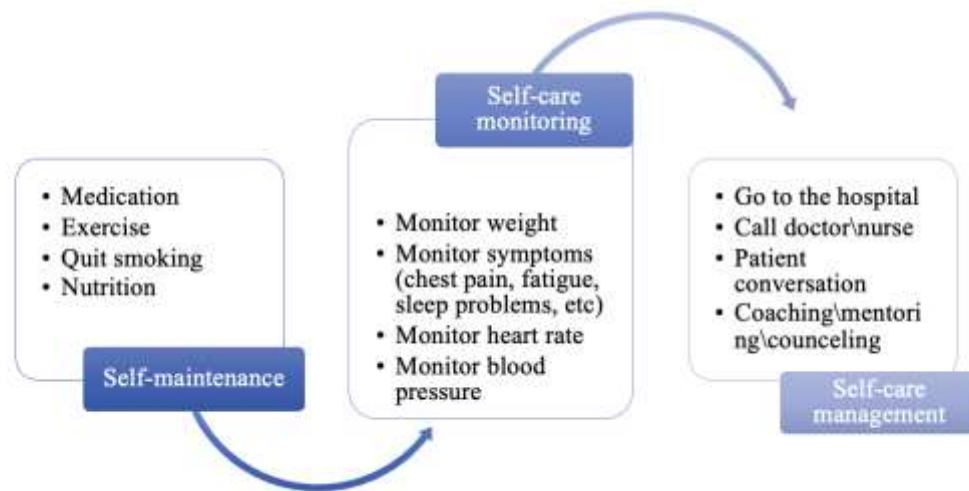 • Medication
• Exercise
• Quit smoking
• Nutrition
Self-maintenance
Self-care
monitoring
• Monitor weight
• Monitor symptoms
(chest pain, fatigue,
sleep problems, etc)
• Monitor heart rate
• Monitor blood
pressure
• Go to the hospital
• Call doctor\nurse
• Patient
conversation
• Coaching\mentori
ng\counceling
Self-care
management